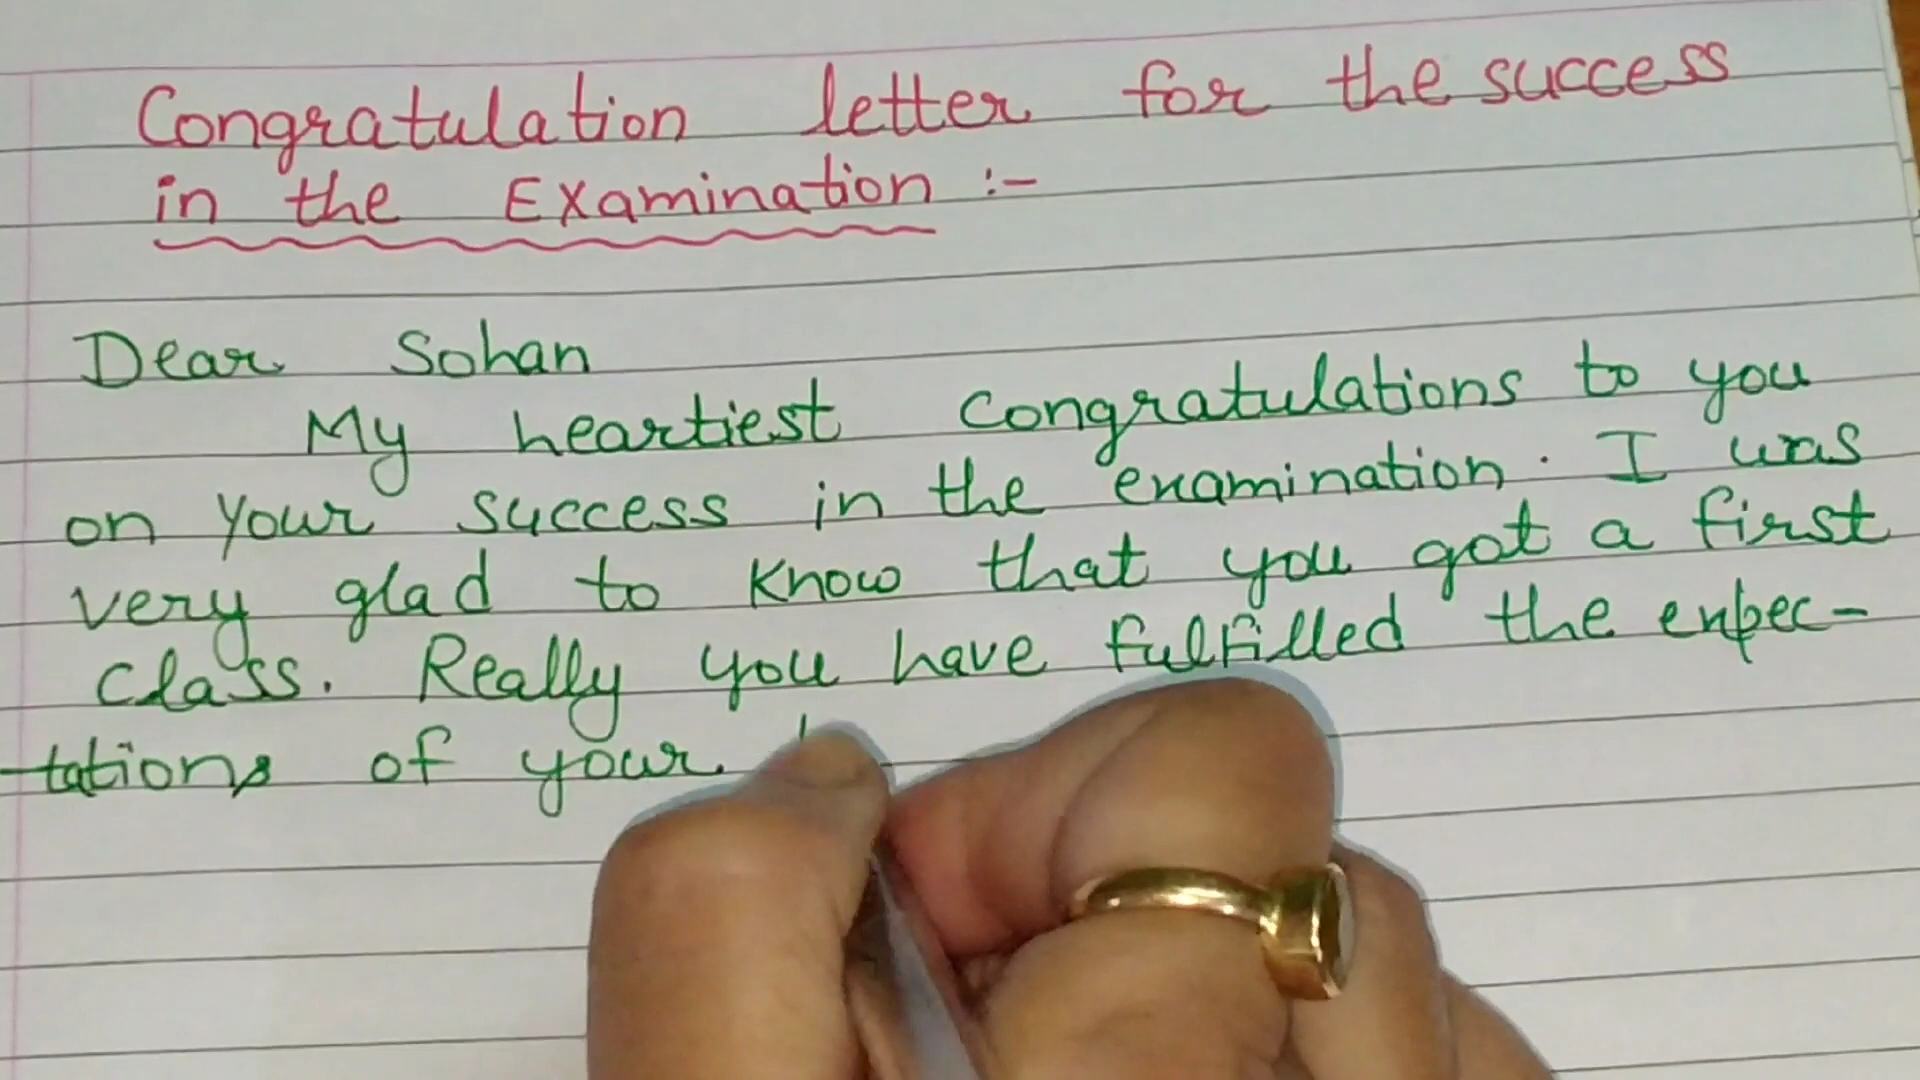 Congratulation letter for the success
in the Examination :-
Dear Sohan
My heartiest congratulations to you
on your success in the examination. I was
very glad to know that you got a first
class. Really you have fulfilled the expec-
tations of your